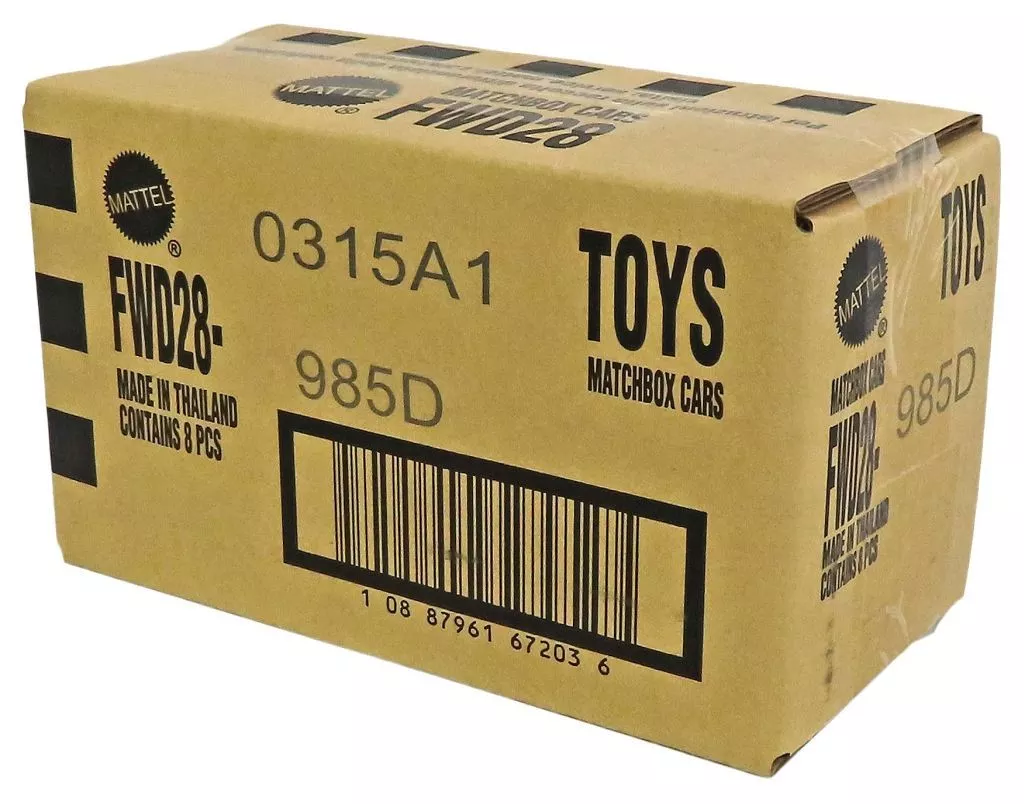 MATTEL
®
MATCHBOX CARS
FWD28
MATTEL
®
FWD28-
MADE IN THAILAND
CONTAINS 8 PCS
0315A1
985D
TOYS
MATCHBOX CARS
1 08 87961 67203 6
TOYS
MATTEL
®
MATCHBOX CARS
985D
FWD28-
MADE IN THAILAND
CONTAINS 8 PCS